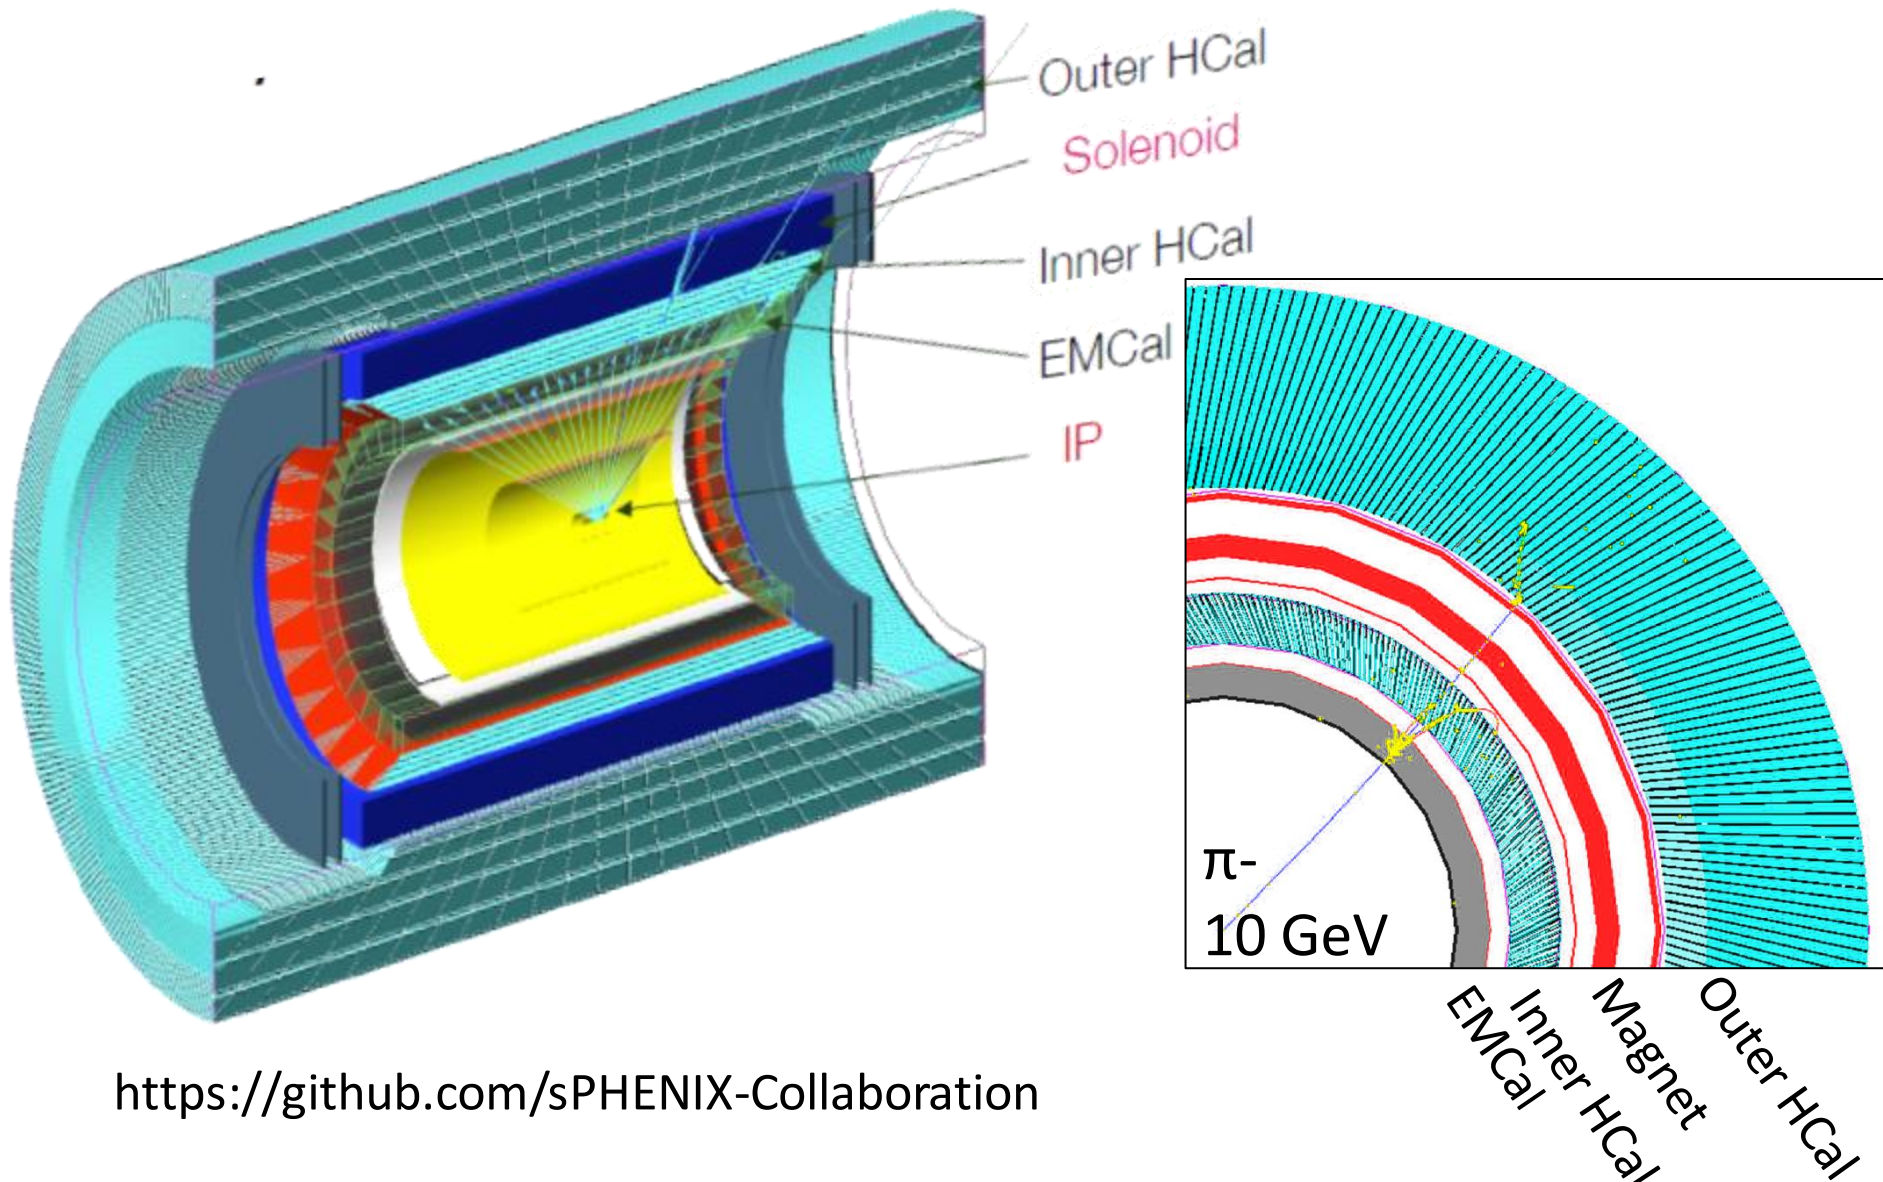 Outer HCal
Solenoid
Inner HCal
EMCal
IP
π-
10 GeV
EMCal
Inner HCal
Magnet
Outer HCal
https://github.com/sPHENIX-Collaboration